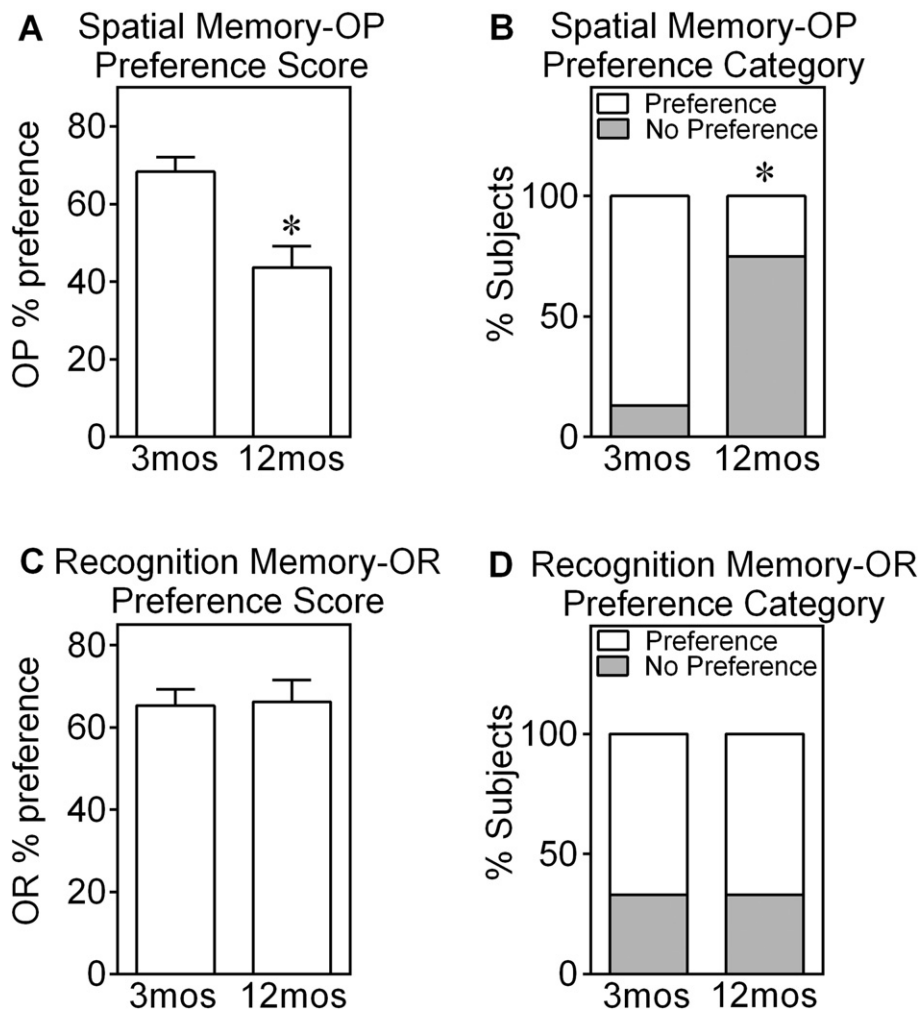 A Spatial Memory-OP
Preference Score
OP % preference
80
60
40
20
0
*
3mos 12mos
B Spatial Memory-OP
Preference Category
% Subjects
Preference
No Preference
100
50
0
*
3mos 12mos
C Recognition Memory-OR
Preference Score
OR % preference
80
60
40
20
0
3mos 12mos
D Recognition Memory-OR
Preference Category
% Subjects
Preference
No Preference
100
50
0
3mos 12mos